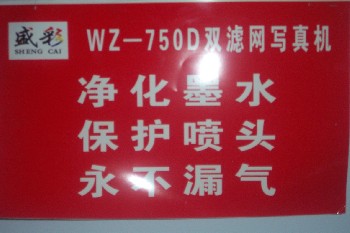 盛彩
SHENG CAI
WZ—750D双滤网写真机
净化墨水
保护喷头
永不漏气